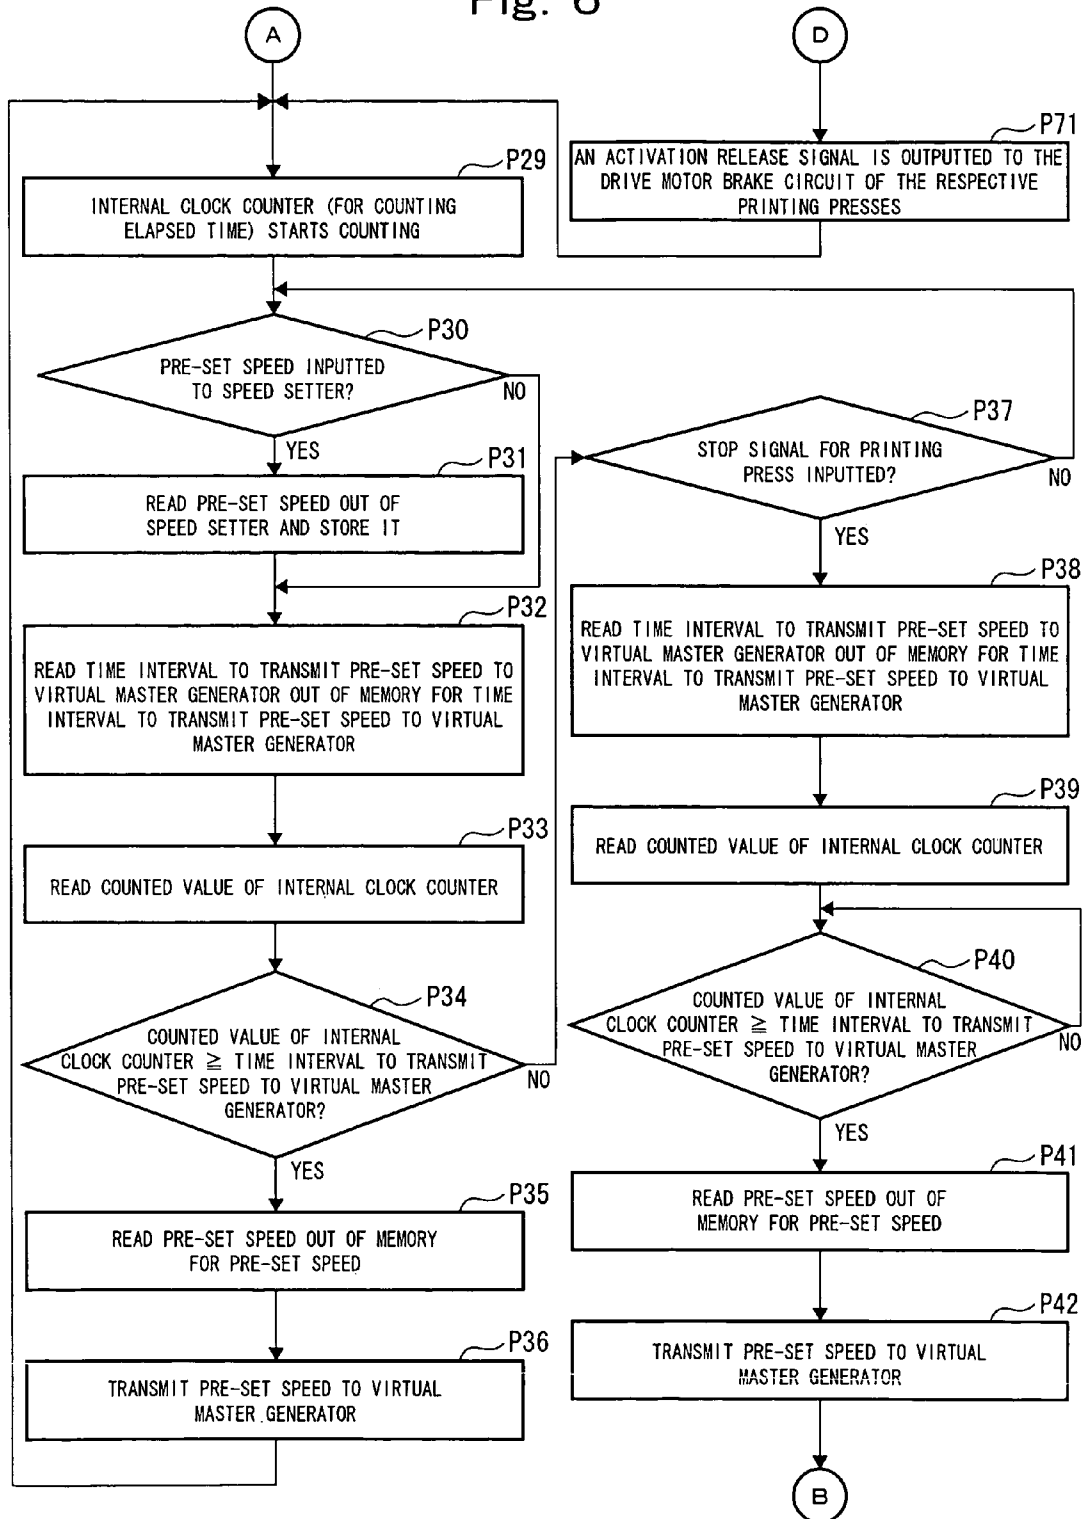 Fig. 6
A
P29
INTERNAL CLOCK COUNTER (FOR COUNTING
ELAPSED TIME) STARTS COUNTING
P30
PRE-SET SPEED INPUTTED
TO SPEED SETTER?
NO
YES
P31
READ PRE-SET SPEED OUT OF
SPEED SETTER AND STORE IT
P32
READ TIME INTERVAL TO TRANSMIT PRE-SET SPEED TO
VIRTUAL MASTER GENERATOR OUT OF MEMORY FOR TIME
INTERVAL TO TRANSMIT PRE-SET SPEED TO VIRTUAL
MASTER GENERATOR
P33
READ COUNTED VALUE OF INTERNAL CLOCK COUNTER
P34
COUNTED VALUE OF INTERNAL
CLOCK COUNTER ≧ TIME INTERVAL TO TRANSMIT
PRE-SET SPEED TO VIRTUAL MASTER
GENERATOR?
NO
YES
P35
READ PRE-SET SPEED OUT OF MEMORY
FOR PRE-SET SPEED
P36
TRANSMIT PRE-SET SPEED TO VIRTUAL
MASTER GENERATOR
D
P71
AN ACTIVATION RELEASE SIGNAL IS OUTPUTTED TO THE
DRIVE MOTOR BRAKE CIRCUIT OF THE RESPECTIVE
PRINTING PRESSES
P37
STOP SIGNAL FOR PRINTING
PRESS INPUTTED?
NO
YES
P38
READ TIME INTERVAL TO TRANSMIT PRE-SET SPEED TO
VIRTUAL MASTER GENERATOR OUT OF MEMORY FOR TIME
INTERVAL TO TRANSMIT PRE-SET SPEED TO VIRTUAL
MASTER GENERATOR
P39
READ COUNTED VALUE OF INTERNAL CLOCK COUNTER
P40
COUNTED VALUE OF INTERNAL
CLOCK COUNTER ≧ TIME INTERVAL TO TRANSMIT
PRE-SET SPEED TO VIRTUAL MASTER
GENERATOR?
NO
YES
P41
READ PRE-SET SPEED OUT OF
MEMORY FOR PRE-SET SPEED
P42
TRANSMIT PRE-SET SPEED TO VIRTUAL
MASTER GENERATOR
B